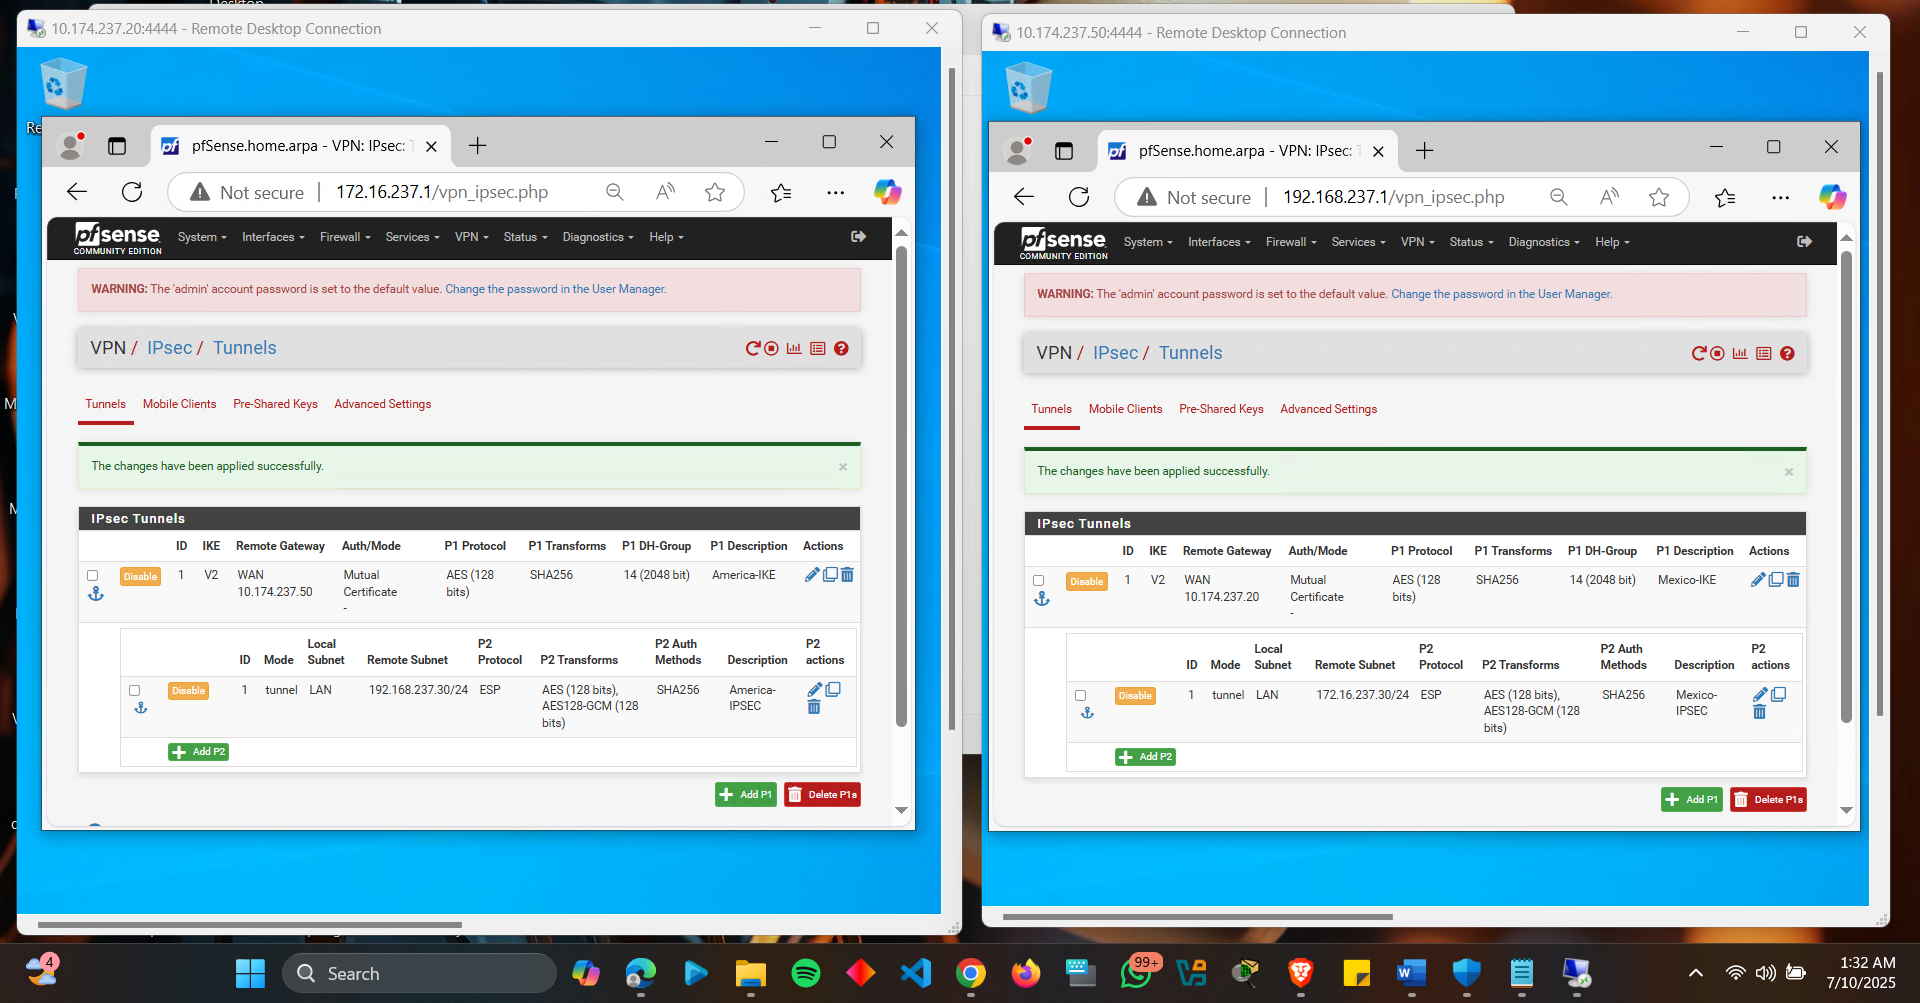 Desktop
10.174.237.20:4444 - Remote Desktop Connection
Re
pfSense.home.arpa - VPN: IPsec: T
Not secure
172.16.237.1/vpn_ipsec.php
pfsense
COMMUNITY EDITION
System
Interfaces
Firewall
Services
VPN
Status
Diagnostics
Help
WARNING: The 'admin' account password is set to the default value. Change the password in the User Manager.
VPN / IPsec / Tunnels
Tunnels
Mobile Clients
Pre-Shared Keys
Advanced Settings
The changes have been applied successfully.
×
IPsec Tunnels
ID IKE Remote Gateway Auth/Mode P1 Protocol P1 Transforms P1 DH-Group P1 Description Actions
Disable 1 V2 WAN Mutual AES (128 SHA256 14 (2048 bit) America-IKE
10.174.237.50 Certificate bits)
-
Local P2 P2 Auth P2
ID Mode Subnet Remote Subnet Protocol P2 Transforms Methods Description actions
Disable 1 tunnel LAN 192.168.237.30/24 ESP AES (128 bits), SHA256 America-
AES128-GCM (128 IPSEC
bits)
Add P2
Add P1
Delete P1s
10.174.237.50:4444 - Remote Desktop Connection
pfSense.home.arpa - VPN: IPsec: T
Not secure
192.168.237.1/vpn_ipsec.php
pfsense
COMMUNITY EDITION
System
Interfaces
Firewall
Services
VPN
Status
Diagnostics
Help
WARNING: The 'admin' account password is set to the default value. Change the password in the User Manager.
VPN / IPsec / Tunnels
Tunnels
Mobile Clients
Pre-Shared Keys
Advanced Settings
The changes have been applied successfully.
×
IPsec Tunnels
ID IKE Remote Gateway Auth/Mode P1 Protocol P1 Transforms P1 DH-Group P1 Description Actions
Disable 1 V2 WAN Mutual AES (128 SHA256 14 (2048 bit) Mexico-IKE
10.174.237.20 Certificate bits)
-
Local P2 P2 Auth P2
ID Mode Subnet Remote Subnet Protocol P2 Transforms Methods Description actions
Disable 1 tunnel LAN 172.16.237.30/24 ESP AES (128 bits), SHA256 Mexico-
AES128-GCM (128 IPSEC
bits)
Add P2
Add P1
Delete P1s
4
Search
99+
1:32 AM
7/10/2025